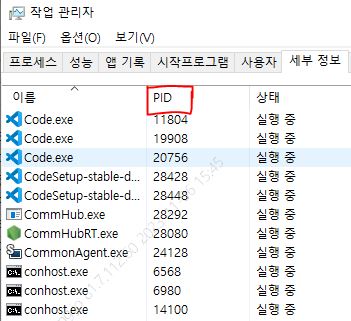 작업 관리자
파일(F) 옵션(O) 보기(V)
프로세스 성능 앱 기록 시작프로그램 사용자 세부 정보
이름 PID 상태
Code.exe 11804 실행 중
Code.exe 19908 실행 중
Code.exe 20756 실행 중
CodeSetup-stable-d... 28428 실행 중
CodeSetup-stable-d... 28448 실행 중
CommHub.exe 28292 실행 중
CommHubRT.exe 28080 실행 중
CommonAgent.exe 24128 실행 중
conhost.exe 6568 실행 중
conhost.exe 6980 실행 중
conhost.exe 14100 실행 중